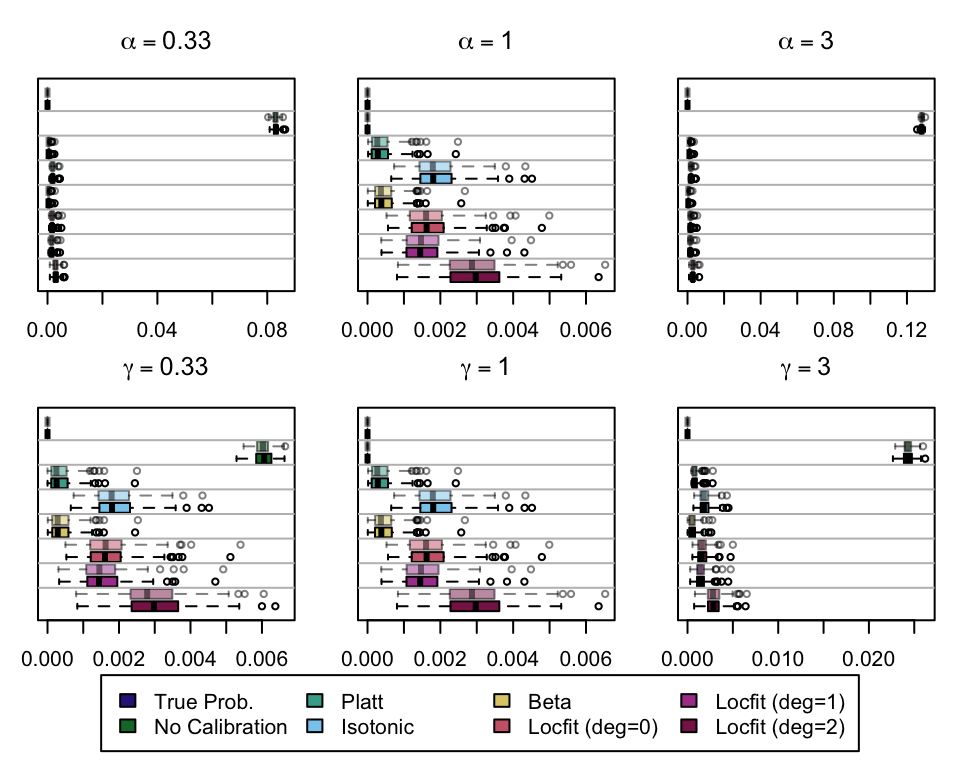 α = 0.33 α = 1 α = 3
0.00 0.04 0.08 0.000 0.002 0.004 0.006 0.00 0.04 0.08 0.12
γ = 0.33 γ = 1 γ = 3
0.000 0.002 0.004 0.006 0.000 0.002 0.004 0.006 0.000 0.010 0.020
True Prob. Platt Beta Locfit (deg=1)
No Calibration Isotonic Locfit (deg=0) Locfit (deg=2)